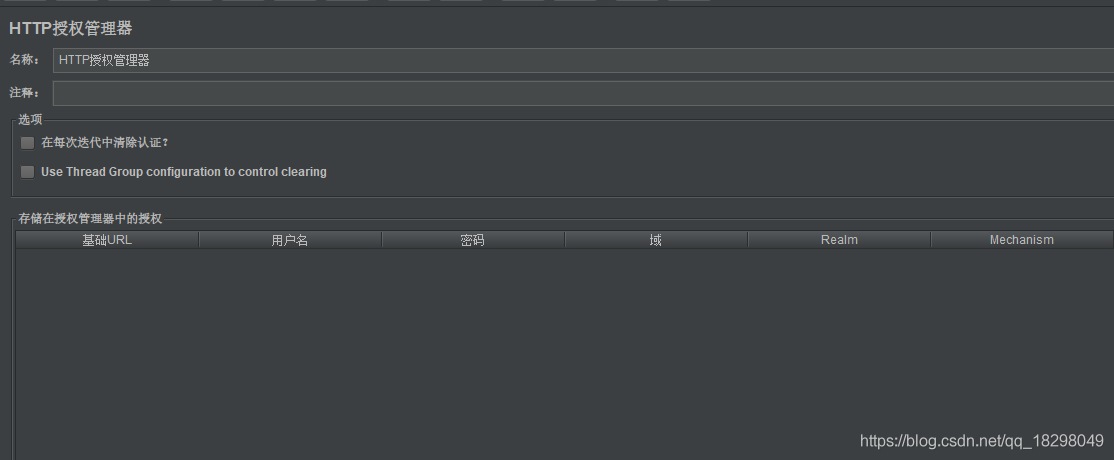 HTTP授权管理器
名称: HTTP授权管理器
注释:
选项
在每次迭代中清除认证?
Use Thread Group configuration to control clearing
存储在授权管理器中的授权
基础URL 用户名 密码 域 Realm Mechanism
https://blog.csdn.net/qq_18298049